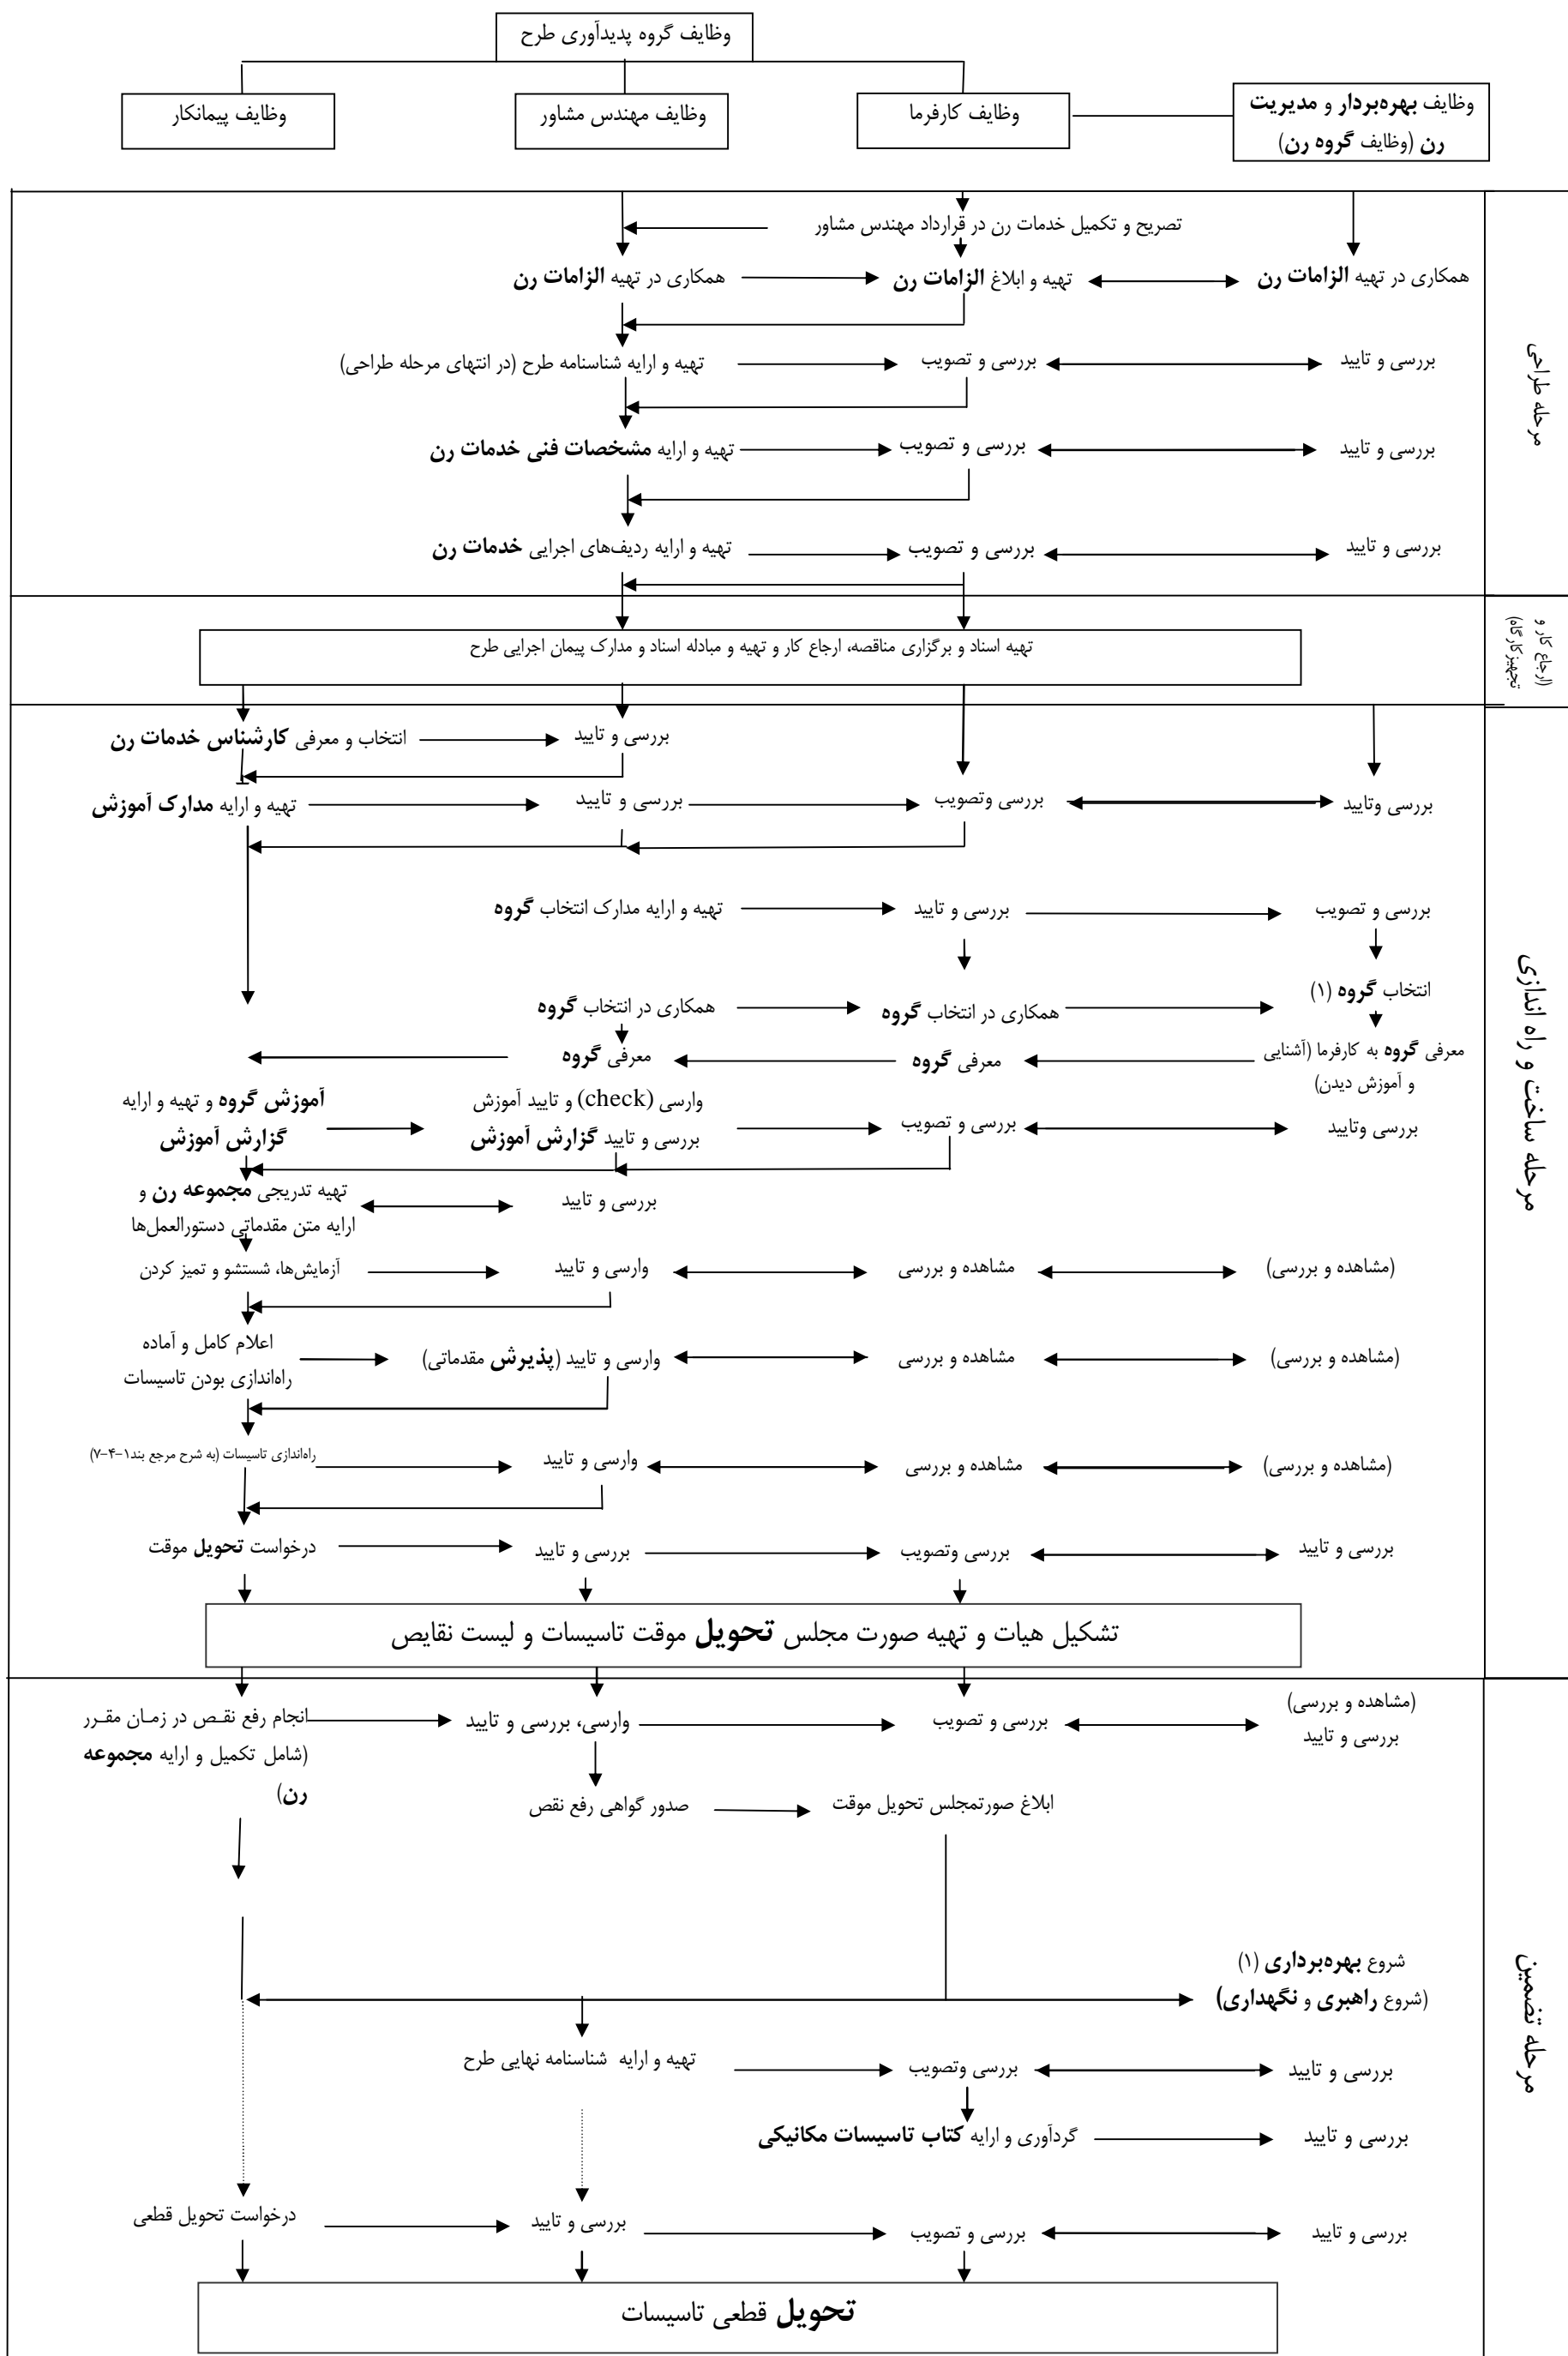 وظایف گروه پدیدآوری طرح
وظایف بهره‌بردار و مدیریت
رن (وظایف گروه رن)
وظایف کارفرما
وظایف مهندس مشاور
وظایف پیمانکار
مرحله طراحی
تصریح و تکمیل خدمات رن در قرارداد مهندس مشاور
همکاری در تهیه الزامات رن
تهیه و ابلاغ الزامات رن
همکاری در تهیه الزامات رن
بررسی و تایید
بررسی و تصویب
تهیه و ارایه شناسنامه طرح (در انتهای مرحله طراحی)
بررسی و تایید
بررسی و تصویب
تهیه و ارایه مشخصات فنی خدمات رن
بررسی و تایید
بررسی و تصویب
تهیه و ارایه ردیف‌های اجرایی خدمات رن
(ارجاع کار و
تجهیزکارگاه)
تهیه اسناد و برگزاری مناقصه، ارجاع کار و تهیه و مبادله اسناد و مدارک پیمان اجرایی طرح
مرحله ساخت و راه اندازی
بررسی و تایید
انتخاب و معرفی کارشناس خدمات رن
بررسی وتایید
بررسی وتصویب
بررسی و تایید
تهیه و ارایه مدارک آموزش
بررسی و تصویب
بررسی و تایید
تهیه و ارایه مدارک انتخاب گروه
انتخاب گروه (۱)
همکاری در انتخاب گروه
همکاری در انتخاب گروه
معرفی گروه به کارفرما (آشنایی
و آموزش دیدن)
معرفی گروه
معرفی گروه
بررسی وتایید
بررسی و تصویب
وارسی (check) و تایید آموزش
بررسی و تایید گزارش آموزش
آموزش گروه و تهیه و ارایه
گزارش آموزش
بررسی و تایید
تهیه تدریجی مجموعه رن و
ارایه متن مقدماتی دستورالعمل‌ها
(مشاهده و بررسی)
مشاهده و بررسی
وارسی و تایید
آزمایش‌ها، شستشو و تمیز کردن
(مشاهده و بررسی)
مشاهده و بررسی
وارسی و تایید (پذیرش مقدماتی)
اعلام کامل و آماده
راه‌اندازی بودن تاسیسات
(مشاهده و بررسی)
مشاهده و بررسی
وارسی و تایید
راه‌اندازی تاسیسات (به شرح مرجع بند۱-۴-۷)
بررسی و تایید
بررسی وتصویب
بررسی و تایید
درخواست تحویل موقت
تشکیل هیات و تهیه صورت مجلس تحویل موقت تاسیسات و لیست نقایص
مرحله تضمین
(مشاهده و بررسی)
بررسی و تایید
بررسی و تصویب
وارسی، بررسی و تایید
انجام رفع نقـص در زمـان مقـرر
(شامل تکمیل و ارایه مجموعه
رن)
ابلاغ صورتمجلس تحویل موقت
صدور گواهی رفع نقص
شروع بهره‌برداری (۱)
(شروع راهبری و نگهداری)
بررسی و تایید
بررسی وتصویب
تهیه و ارایه شناسنامه نهایی طرح
بررسی و تایید
گردآوری و ارایه کتاب تاسیسات مکانیکی
بررسی و تایید
بررسی و تصویب
بررسی و تایید
درخواست تحویل قطعی
تحویل قطعی تاسیسات